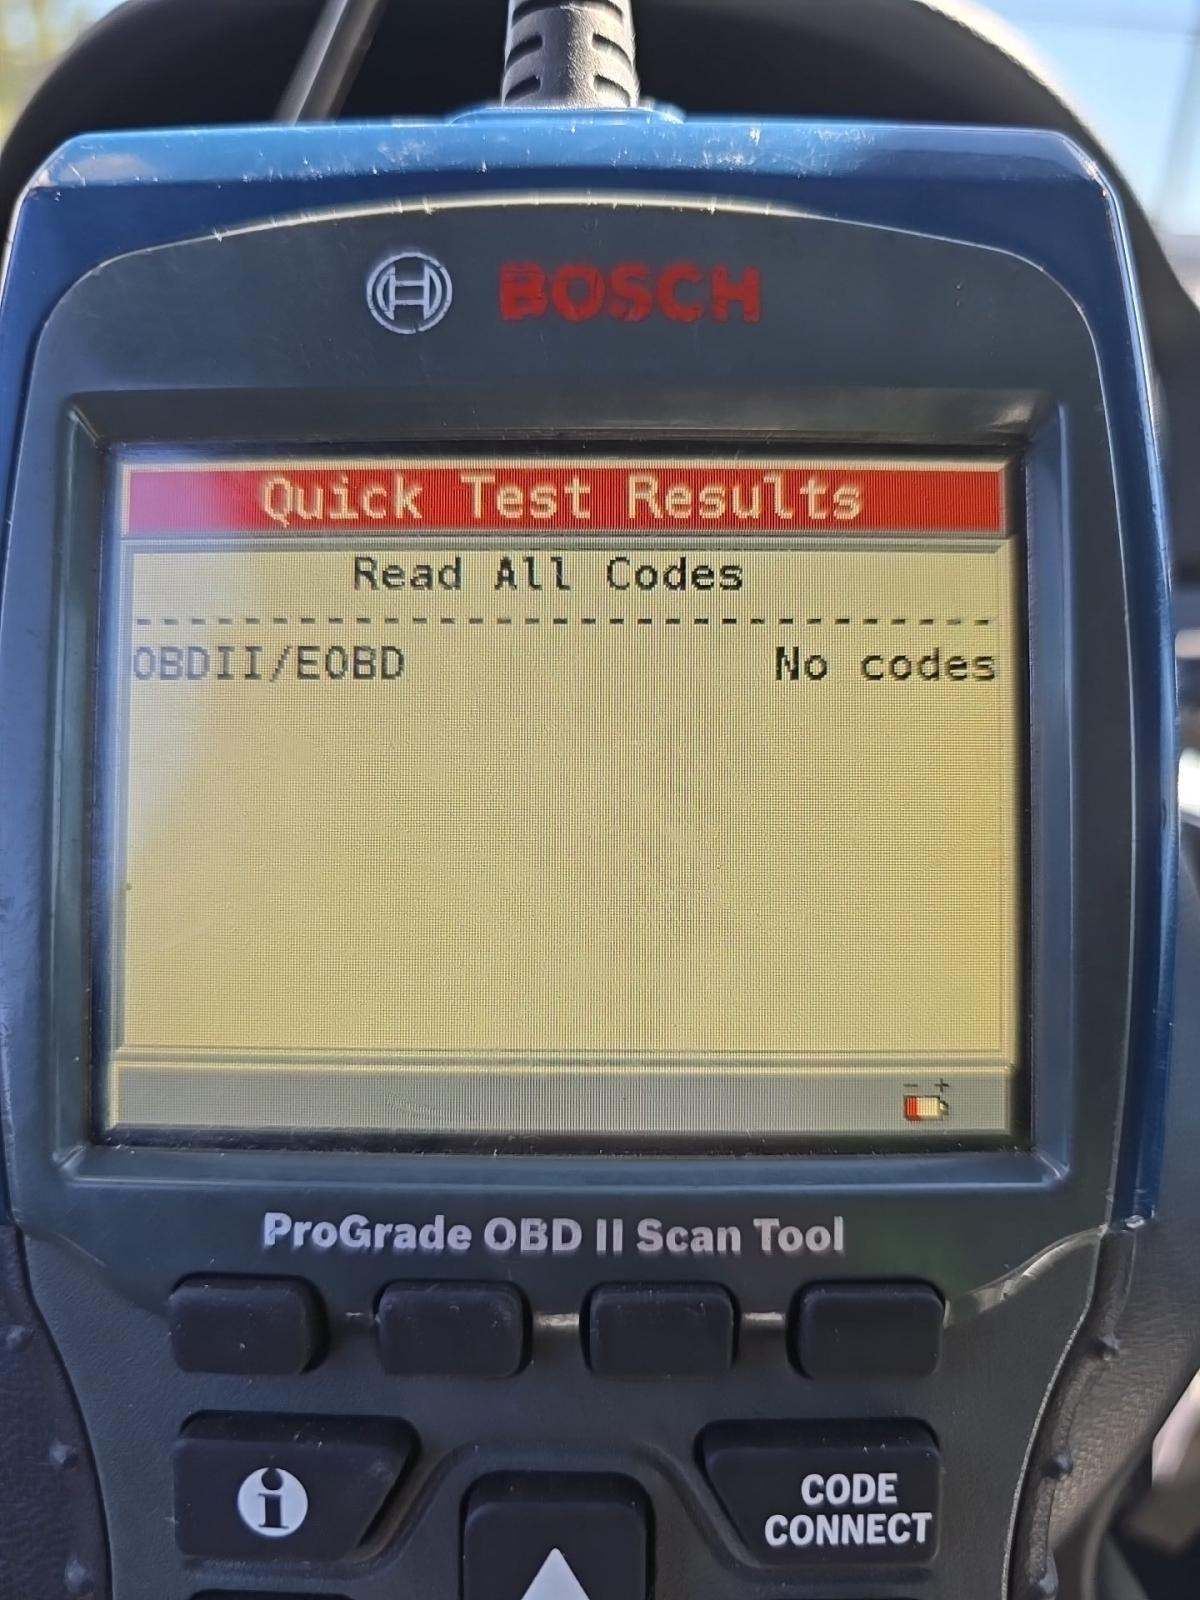 BOSCH
Quick Test Results
Read All Codes
--------------------------------
OBDII/EOBD No codes
- +
ProGrade OBD II Scan Tool
i
CODE
CONNECT